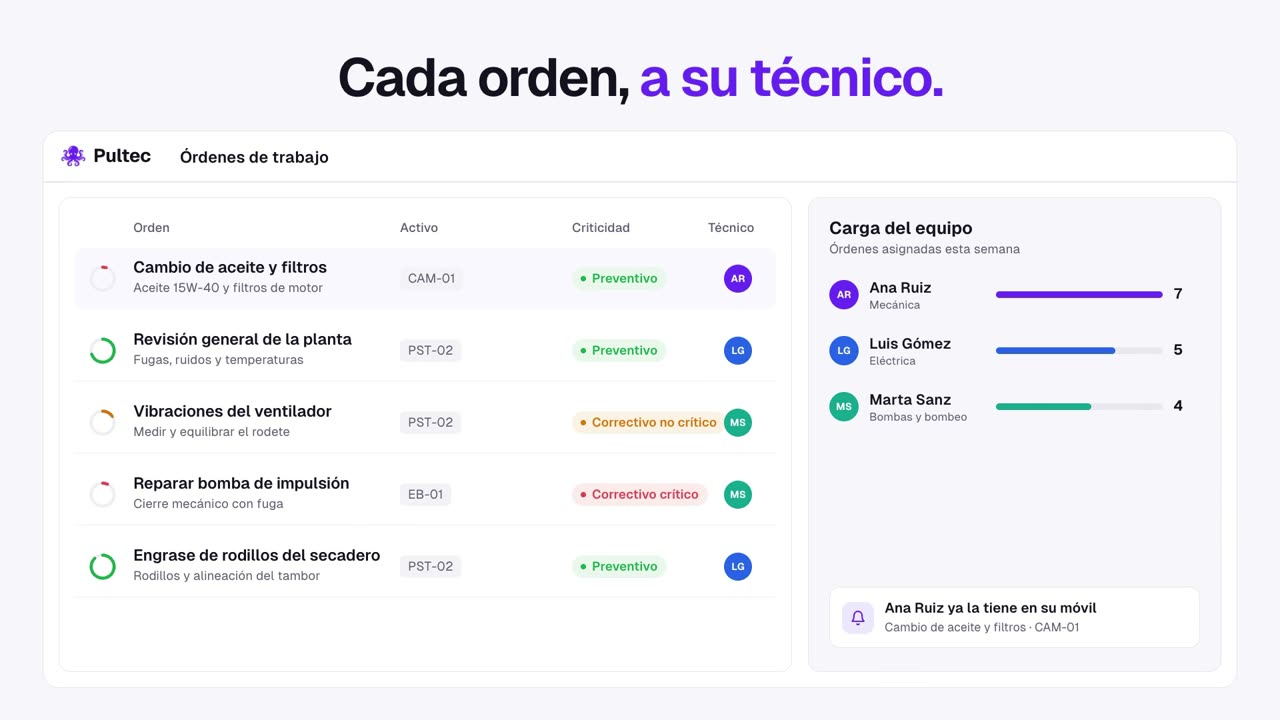 Cada orden, a su técnico.
Pultec Órdenes de trabajo
Orden Activo Criticidad Técnico
Cambio de aceite y filtros
Aceite 15W-40 y filtros de motor
CAM-01 Preventivo AR
Revisión general de la planta
Fugas, ruidos y temperaturas
PST-02 Preventivo LG
Vibraciones del ventilador
Medir y equilibrar el rodete
PST-02 Correctivo no crítico MS
Reparar bomba de impulsión
Cierre mecánico con fuga
EB-01 Correctivo crítico MS
Engrase de rodillos del secadero
Rodillos y alineación del tambor
PST-02 Preventivo LG
Carga del equipo
Órdenes asignadas esta semana
AR Ana Ruiz 7
Mecánica
LG Luis Gómez 5
Eléctrica
MS Marta Sanz 4
Bombas y bombeo
Ana Ruiz ya la tiene en su móvil
Cambio de aceite y filtros · CAM-01